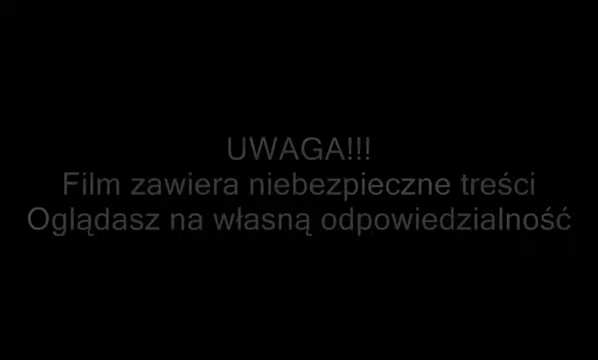 UWAGA!!!
Film zawiera niebezpieczne treści
Oglądasz na własną odpowiedzialność